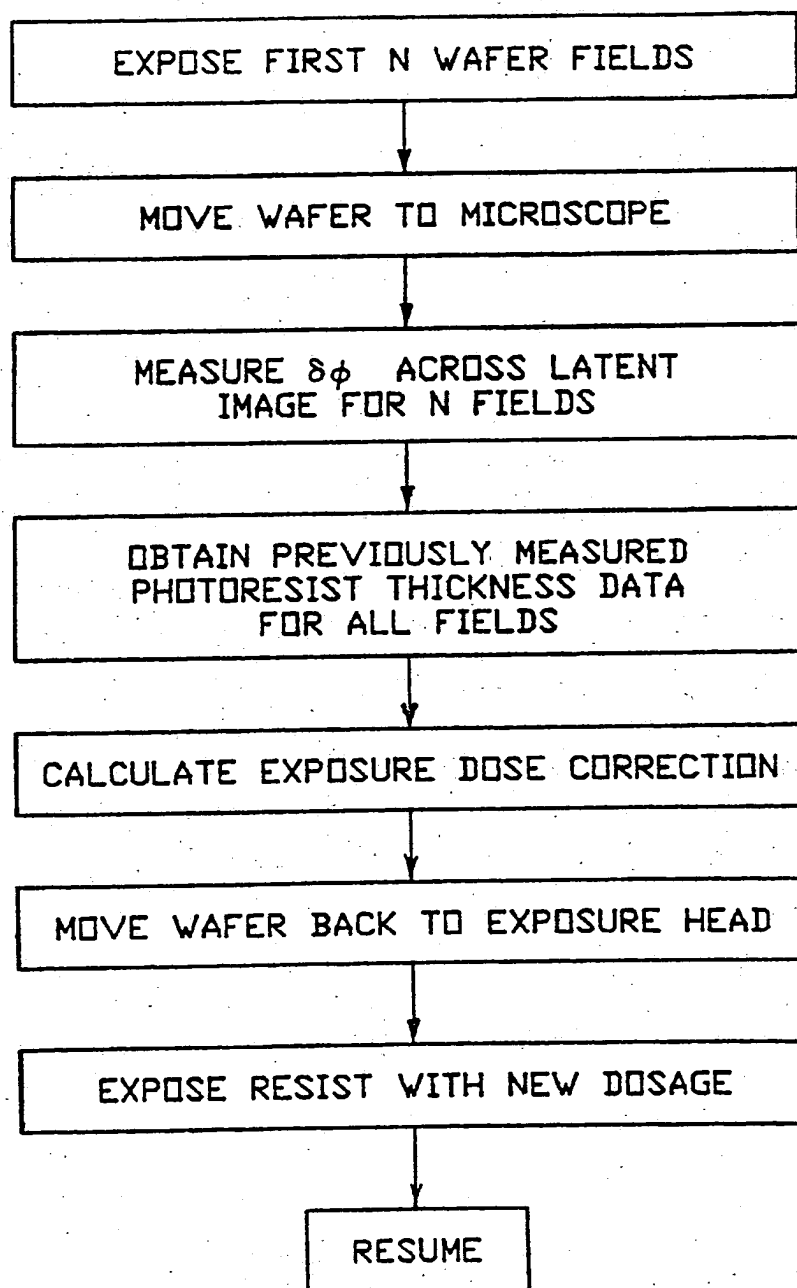 EXPOSE FIRST N WAFER FIELDS
MOVE WAFER TO MICROSCOPE
MEASURE δϕ ACROSS LATENT
IMAGE FOR N FIELDS
OBTAIN PREVIOUSLY MEASURED
PHOTORESIST THICKNESS DATA
FOR ALL FIELDS
CALCULATE EXPOSURE DOSE CORRECTION
MOVE WAFER BACK TO EXPOSURE HEAD
EXPOSE RESIST WITH NEW DOSAGE
RESUME